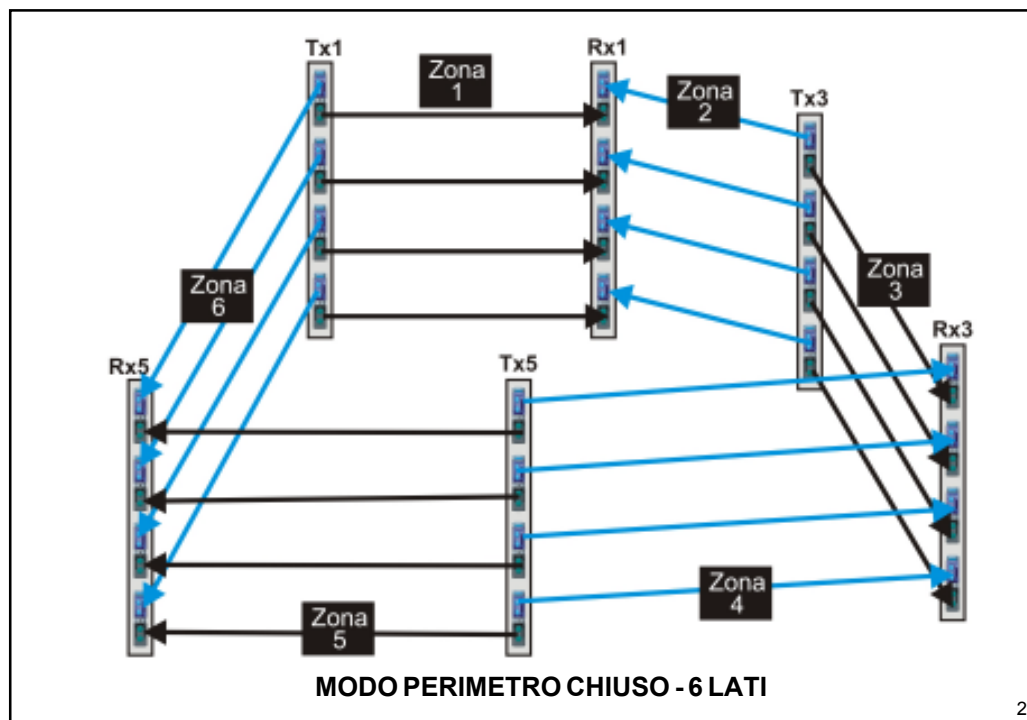 Tx1
Rx1
Zona
1
Zona
2
Tx3
Zona
6
Zona
3
Rx5
Tx5
Rx3
Zona
4
Zona
5
MODO PERIMETRO CHIUSO - 6 LATI
2